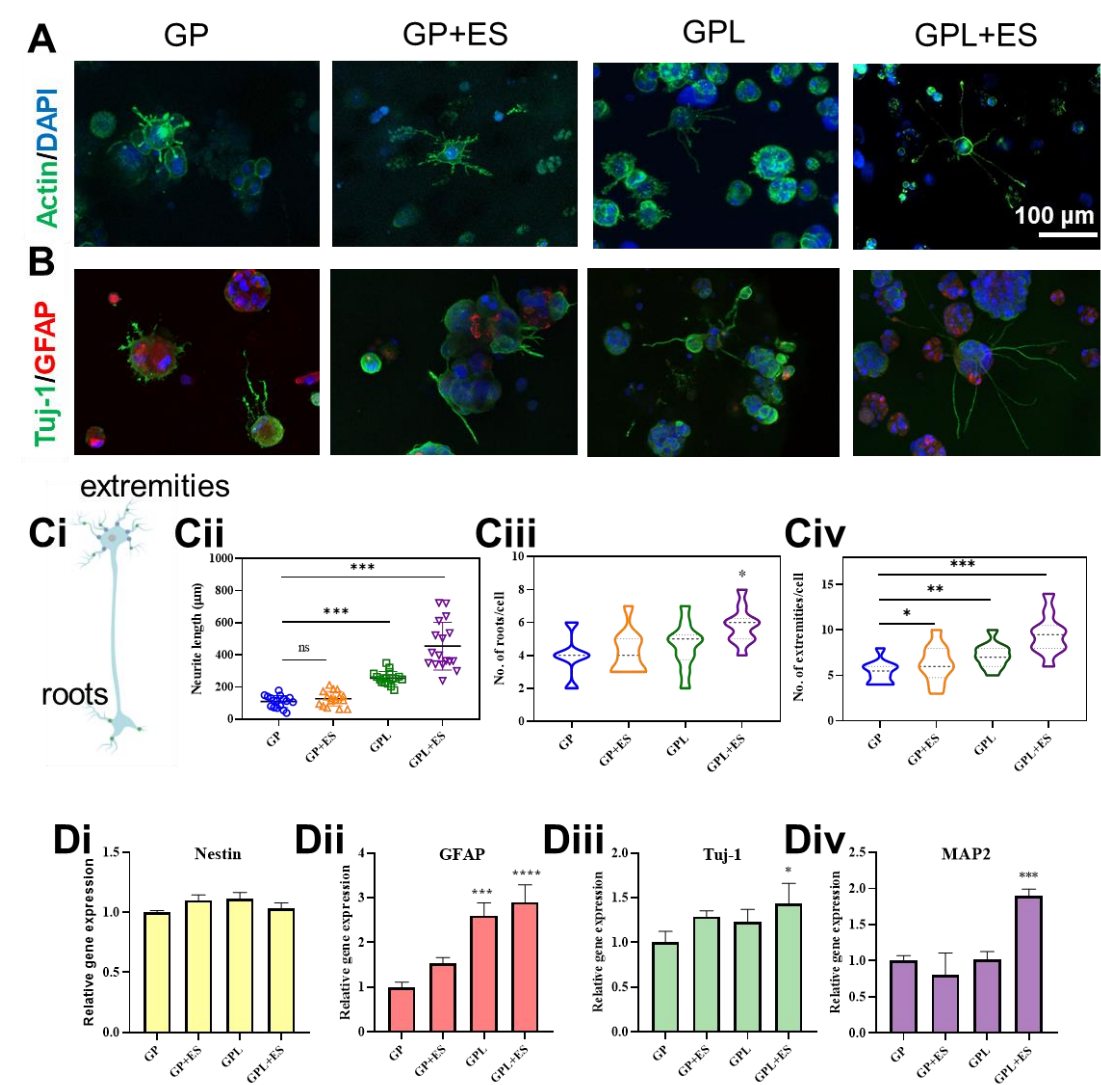 A
GP
GP+ES
GPL
GPL+ES
Actin/DAPI
100 µm
B
Tuj-1/GFAP
extremities
Ci
roots
Cii
Neurite length (µm)
1000
800
600
400
200
0
***
***
ns
GP
GP+ES
GPL
GPL+ES
Ciii
No. of roots/cell
10
8
6
4
2
0
*
GP
GP+ES
GPL
GPL+ES
Civ
No. of extremities/cell
15
10
5
0
***
**
*
GP
GP+ES
GPL
GPL+ES
Di
Nestin
Relative gene expression
1.5
1.0
0.5
0.0
GP
GP+ES
GPL
GPL+ES
Dii
GFAP
Relative gene expression
4
3
2
1
0
***
****
GP
GP+ES
GPL
GPL+ES
Diii
Tuj-1
Relative gene expression
2.0
1.5
1.0
0.5
0.0
*
GP
GP+ES
GPL
GPL+ES
Div
MAP2
Relative gene expression
2.5
2.0
1.5
1.0
0.5
0.0
***
GP
GP+ES
GPL
GPL+ES